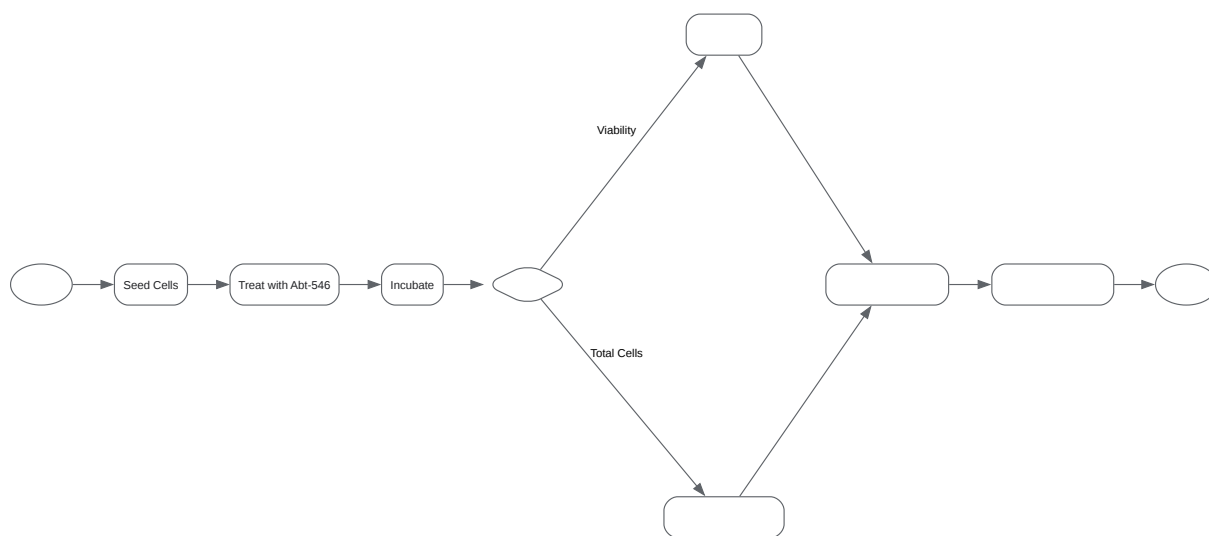 Viability
Seed Cells
Treat with Abt-546
Incubate
Total Cells